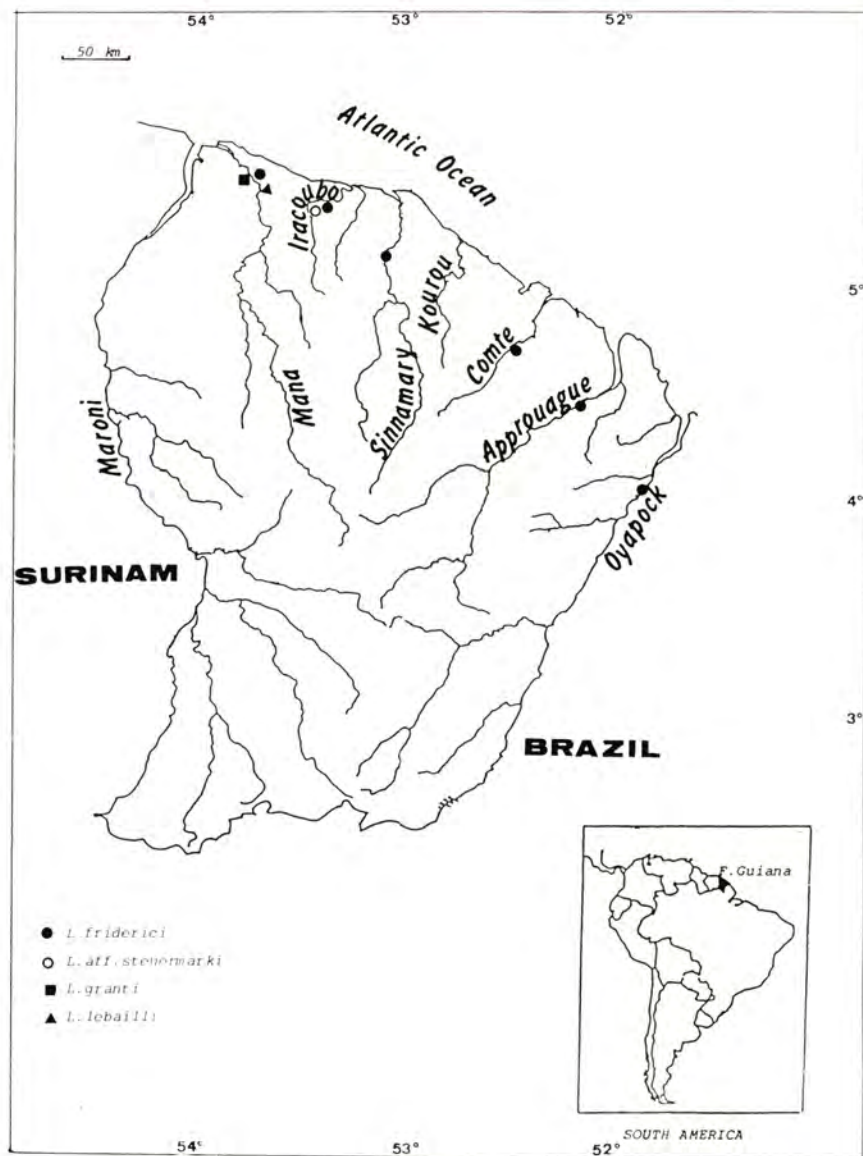 54° 53° 52°
50 km
Atlantic Ocean
Iracoubo
Kourou
5°
Comte
Sinnamary
Mana
Approuague
Maroni
4°
Oyapock
SURINAM
3°
BRAZIL
F.Guiana
L.friderici
L.aff.steyermarki
L.granti
L.lebailli
54° 53° 52°
SOUTH AMERICA